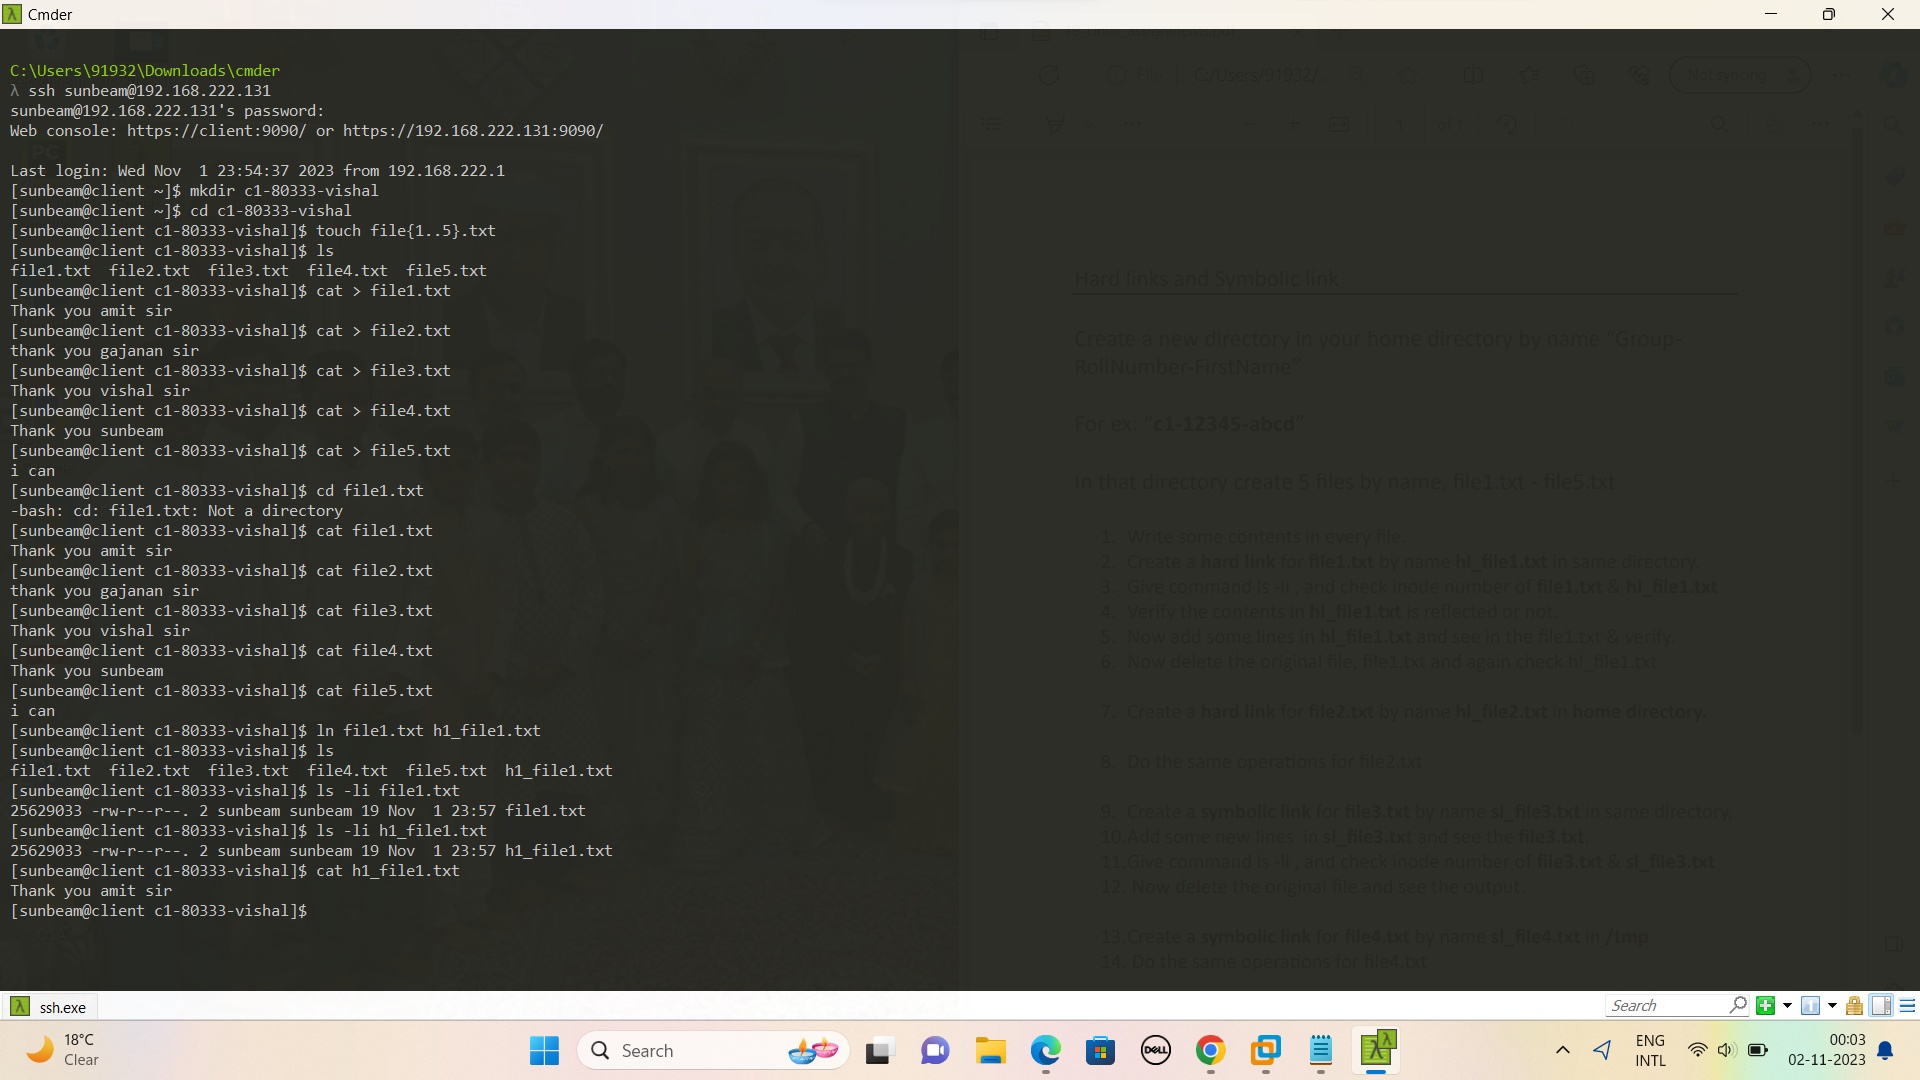 Cmder
C:\Users\91932\Downloads\cmder
λ ssh sunbeam@192.168.222.131
sunbeam@192.168.222.131's password:
Web console: https://client:9090/ or https://192.168.222.131:9090/
Last login: Wed Nov  1 23:54:37 2023 from 192.168.222.1
[sunbeam@client ~]$ mkdir c1-80333-vishal
[sunbeam@client ~]$ cd c1-80333-vishal
[sunbeam@client c1-80333-vishal]$ touch file{1..5}.txt
[sunbeam@client c1-80333-vishal]$ ls
file1.txt  file2.txt  file3.txt  file4.txt  file5.txt
[sunbeam@client c1-80333-vishal]$ cat > file1.txt
Thank you amit sir
[sunbeam@client c1-80333-vishal]$ cat > file2.txt
thank you gajanan sir
[sunbeam@client c1-80333-vishal]$ cat > file3.txt
Thank you vishal sir
[sunbeam@client c1-80333-vishal]$ cat > file4.txt
Thank you sunbeam
[sunbeam@client c1-80333-vishal]$ cat > file5.txt
i can
[sunbeam@client c1-80333-vishal]$ cd file1.txt
-bash: cd: file1.txt: Not a directory
[sunbeam@client c1-80333-vishal]$ cat file1.txt
Thank you amit sir
[sunbeam@client c1-80333-vishal]$ cat file2.txt
thank you gajanan sir
[sunbeam@client c1-80333-vishal]$ cat file3.txt
Thank you vishal sir
[sunbeam@client c1-80333-vishal]$ cat file4.txt
Thank you sunbeam
[sunbeam@client c1-80333-vishal]$ cat file5.txt
i can
[sunbeam@client c1-80333-vishal]$ ln file1.txt h1_file1.txt
[sunbeam@client c1-80333-vishal]$ ls
file1.txt  file2.txt  file3.txt  file4.txt  file5.txt  h1_file1.txt
[sunbeam@client c1-80333-vishal]$ ls -li file1.txt
25629033 -rw-r--r--. 2 sunbeam sunbeam 19 Nov  1 23:57 file1.txt
[sunbeam@client c1-80333-vishal]$ ls -li h1_file1.txt
25629033 -rw-r--r--. 2 sunbeam sunbeam 19 Nov  1 23:57 h1_file1.txt
[sunbeam@client c1-80333-vishal]$ cat h1_file1.txt
Thank you amit sir
[sunbeam@client c1-80333-vishal]$
Not syncing
Hard links and Symbolic link
Create a new directory in your home directory by name "Group-
RollNumber-FirstName"
For ex: "c1-12345-abcd"
In that directory create 5 files by name, file1.txt - file5.txt
1. Write some contents in every file.
2. Create a hard link for file1.txt by name hl_file1.txt in same directory.
3. Give command ls -li , and check inode number of file1.txt & hl_file1.txt
4. Verify the contents in hl_file1.txt is reflected or not.
5. Now add some lines in hl_file1.txt and see in the file1.txt & verify.
6. Now delete the original file, file1.txt and again check hl_file1.txt
7. Create a hard link for file2.txt by name hl_file2.txt in home directory.
8. Do the same operations for file2.txt
9. Create a symbolic link for file3.txt by name sl_file3.txt in same directory
10.Add some new lines in sl_file3.txt and see the file3.txt.
11.Give command ls -li , and check inode number of file3.txt & sl_file3.txt
12. Now delete the original file and see the output.
13.Create a symbolic link for file4.txt by name sl_file4.txt in /tmp
14. Do the same operations for file4.txt
ssh.exe
Search
18°C
Clear
Search
DELL
ENG
INTL
00:03
02-11-2023